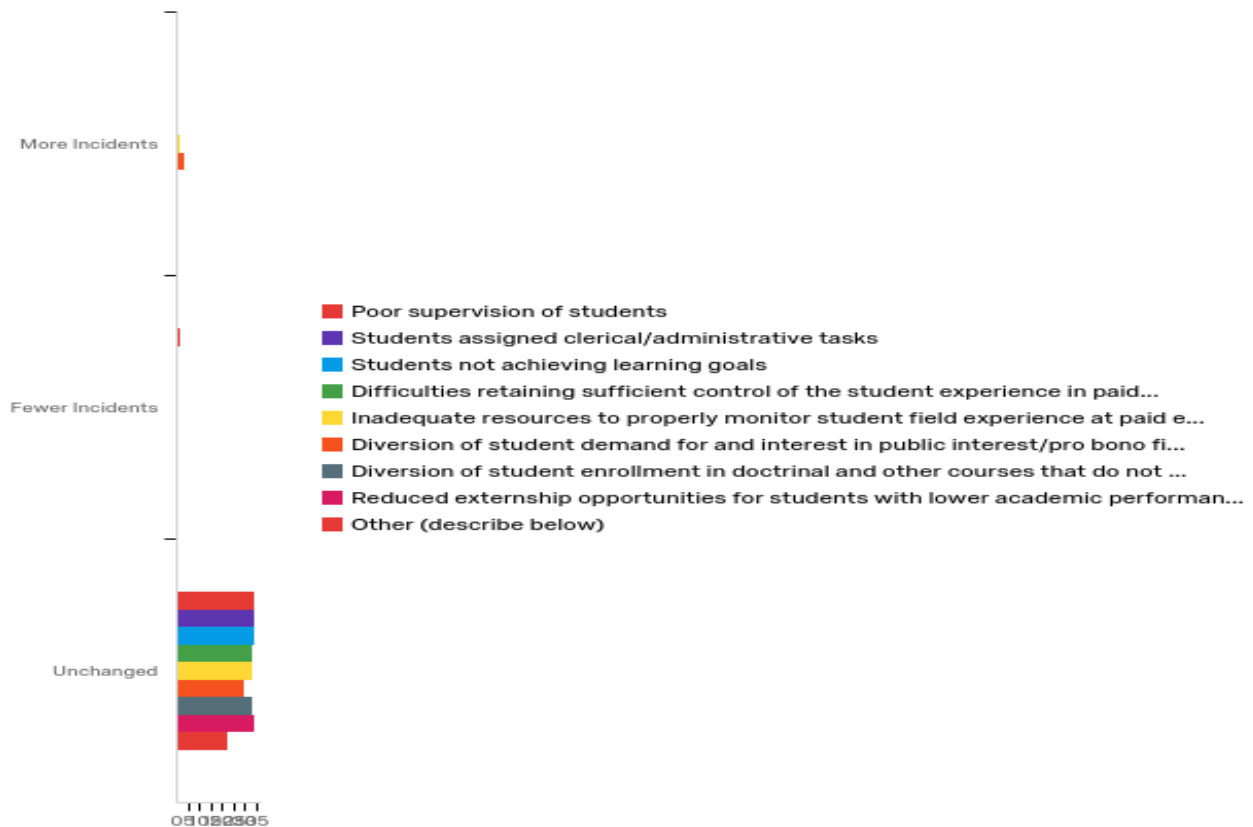 More Incidents
Fewer Incidents
Poor supervision of students
Students assigned clerical/administrative tasks
Students not achieving learning goals
Difficulties retaining sufficient control of the student experience in paid...
Inadequate resources to properly monitor student field experience at paid e...
Diversion of student demand for and interest in public interest/pro bono fi...
Diversion of student enrollment in doctrinal and other courses that do not ...
Reduced externship opportunities for students with lower academic performan...
Other (describe below)
Unchanged